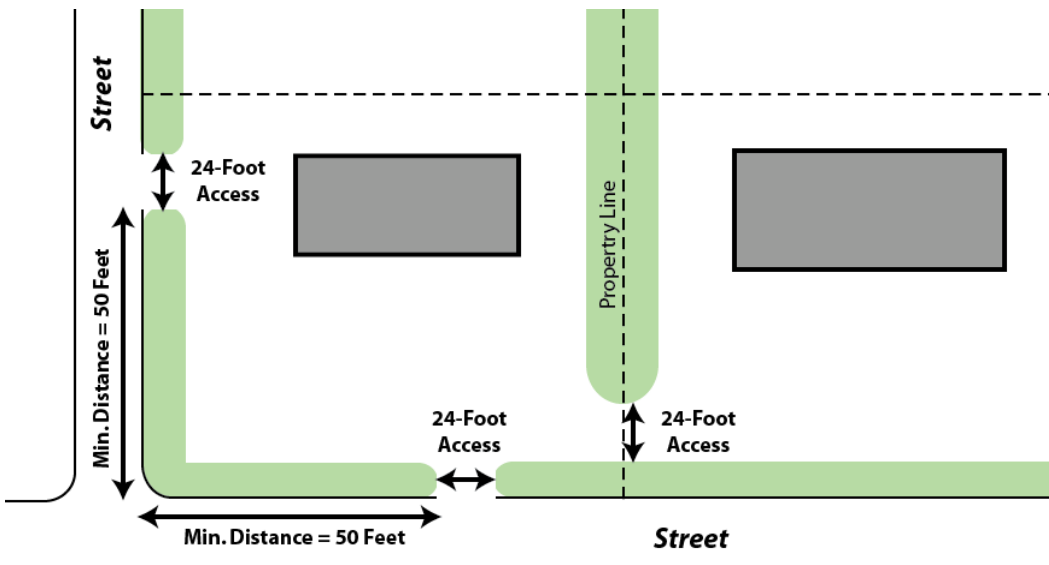 Street
24-Foot
Access
Propertry Line
Min. Distance = 50 Feet
24-Foot
Access
24-Foot
Access
Min. Distance = 50 Feet
Street